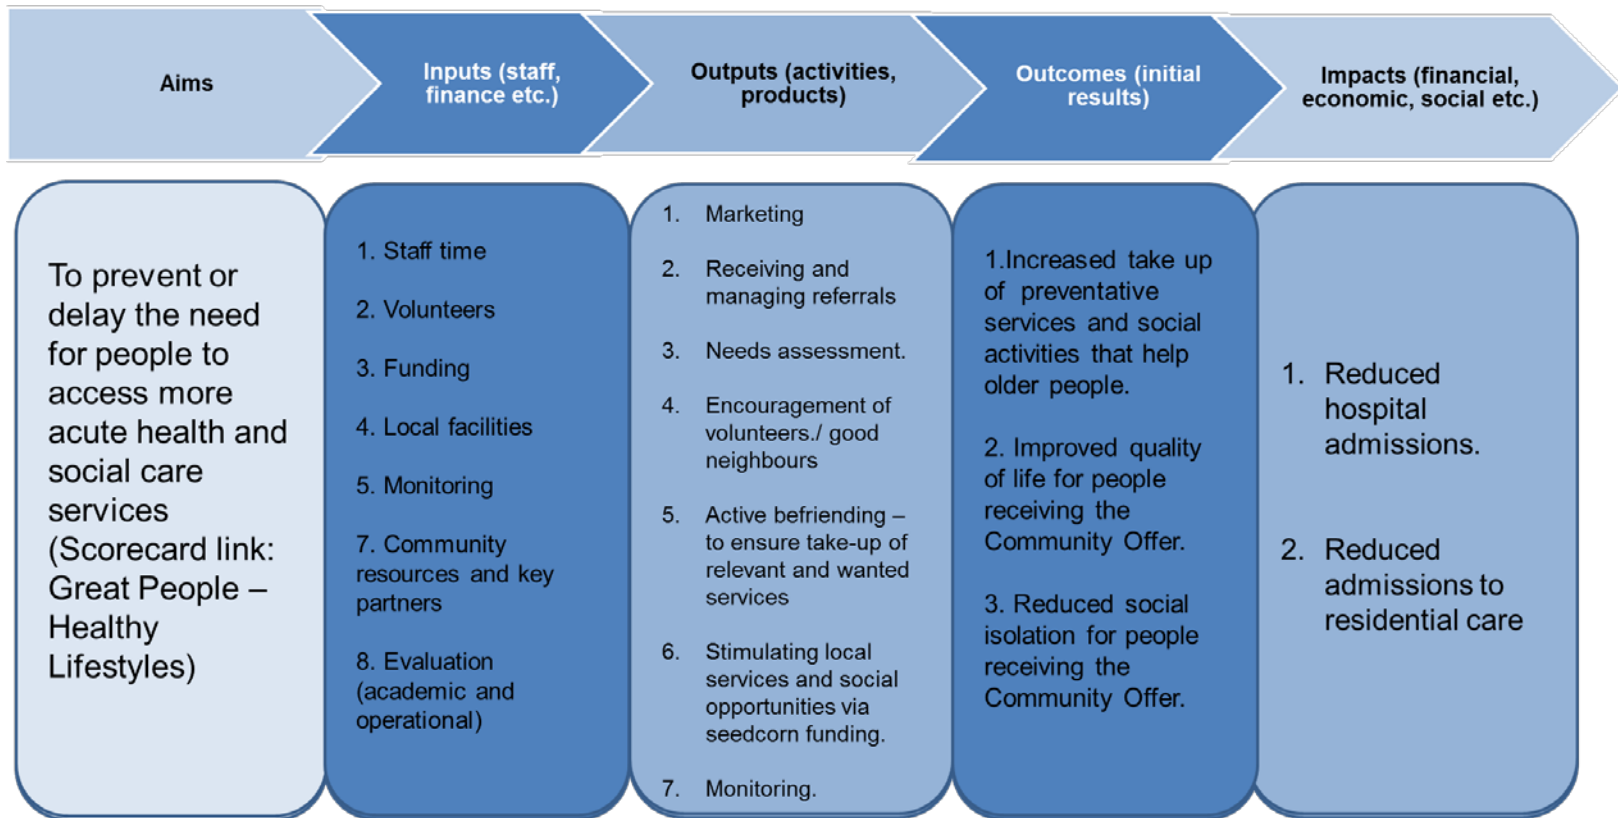 Aims
Inputs (staff,
finance etc.)
Outputs (activities,
products)
Outcomes (initial
results)
Impacts (financial,
economic, social etc.)
To prevent or
delay the need
for people to
access more
acute health and
social care
services
(Scorecard link:
Great People –
Healthy
Lifestyles)
1. Staff time
2. Volunteers
3. Funding
4. Local facilities
5. Monitoring
7. Community
resources and key
partners
8. Evaluation
(academic and
operational)
1. Marketing
2. Receiving and
managing referrals
3. Needs assessment.
4. Encouragement of
volunteers./ good
neighbours
5. Active befriending –
to ensure take-up of
relevant and wanted
services
6. Stimulating local
services and social
opportunities via
seedcorn funding.
7. Monitoring.
1.Increased take up
of preventative
services and social
activities that help
older people.
2. Improved quality
of life for people
receiving the
Community Offer.
3. Reduced social
isolation for people
receiving the
Community Offer.
1. Reduced
hospital
admissions.
2. Reduced
admissions to
residential care